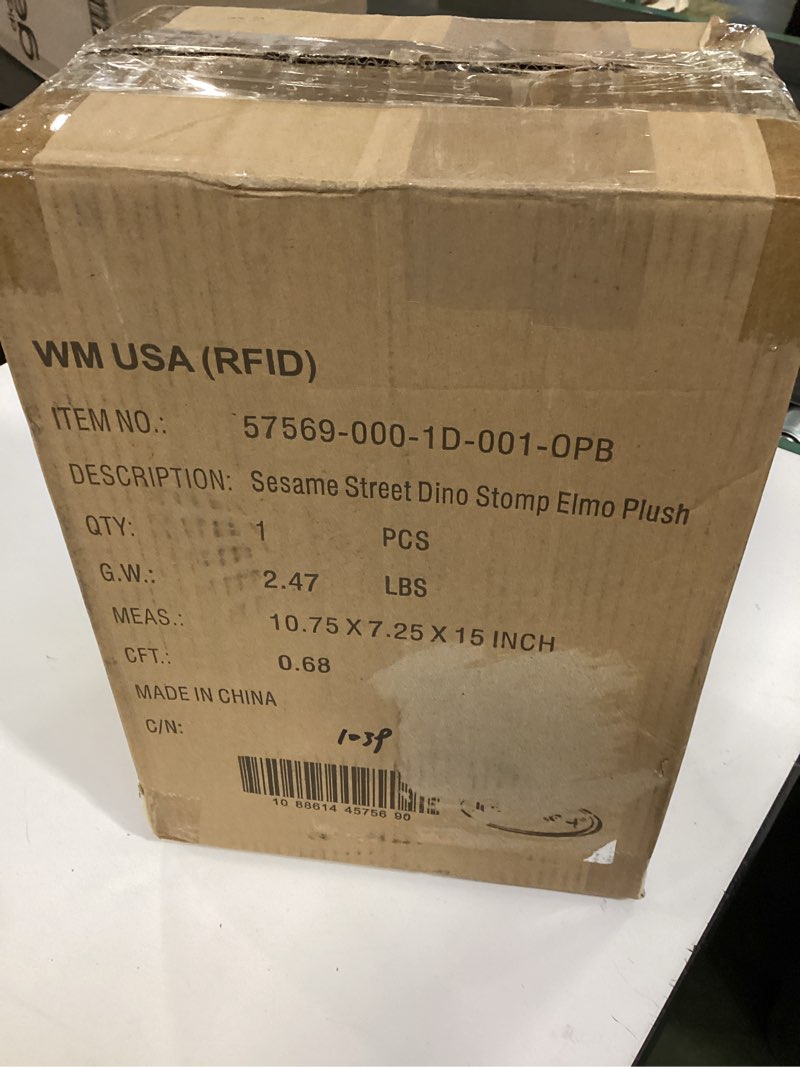 WM USA (RFID)
ITEM NO.: 57569-000-1D-001-OPB
DESCRIPTION: Sesame Street Dino Stomp Elmo Plush
QTY: 1 PCS
G.W.: 2.47 LBS
MEAS.: 10.75 X 7.25 X 15 INCH
CFT.: 0.68
MADE IN CHINA
C/N: 1039
10 88614 45756 90